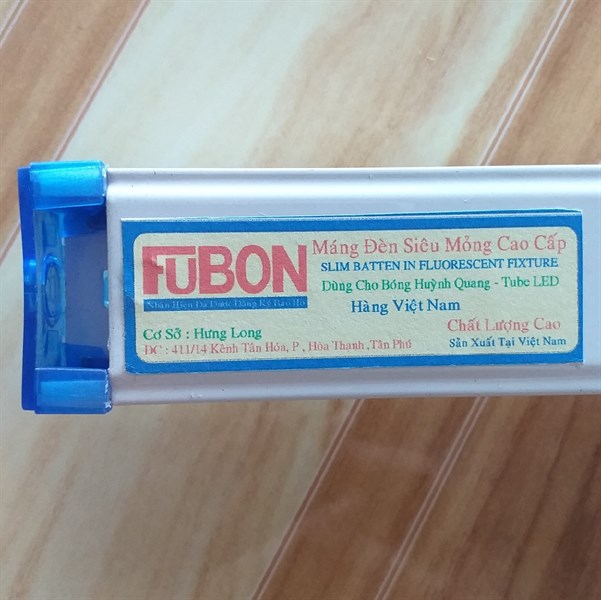 FUBON
Nhãn Hiệu Đã Được Đăng Ký Bảo Hộ
Máng Đèn Siêu Mỏng Cao Cấp
SLIM BATTEN IN FLUORESCENT FIXTURE
Dùng Cho Bóng Huỳnh Quang - Tube LED
Hàng Việt Nam
Cơ Sở : Hưng Long
ĐC : 411/14 Kênh Tân Hóa, P , Hòa Thanh ,Tân Phú
Chất Lượng Cao
Sản Xuất Tại Việt Nam